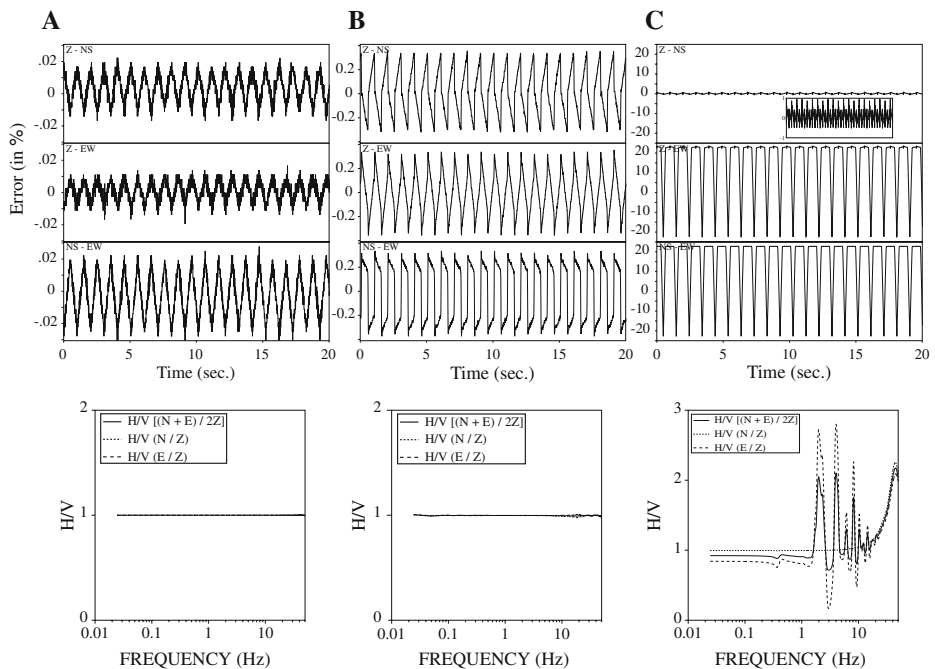 A B C
Z - NS
.02
0
-.02
Z - EW
.02
0
-.02
NS - EW
.02
0
-.02
0 5 10 15 20
Time (sec.)
Error (in %)
Z - NS
0.2
0
-0.2
Z - EW
0.2
0
-0.2
NS - EW
0.2
0
-0.2
0 5 10 15 20
Time (sec.)
Z - NS
20
10
0
-10
-20
1
0
-1
Z - EW
20
10
0
-10
-20
NS - EW
20
10
0
-10
-20
0 5 10 15 20
Time (sec.)
2
1
0
H/V
H/V [(N + E) / 2Z]
H/V (N / Z)
H/V (E / Z)
0.01 0.1 1 10
FREQUENCY (Hz)
2
1
0
H/V
H/V [(N + E) / 2Z]
H/V (N / Z)
H/V (E / Z)
0.01 0.1 1 10
FREQUENCY (Hz)
3
2
1
0
H/V
H/V [(N + E) / 2Z]
H/V (N / Z)
H/V (E / Z)
0.01 0.1 1 10
FREQUENCY (Hz)